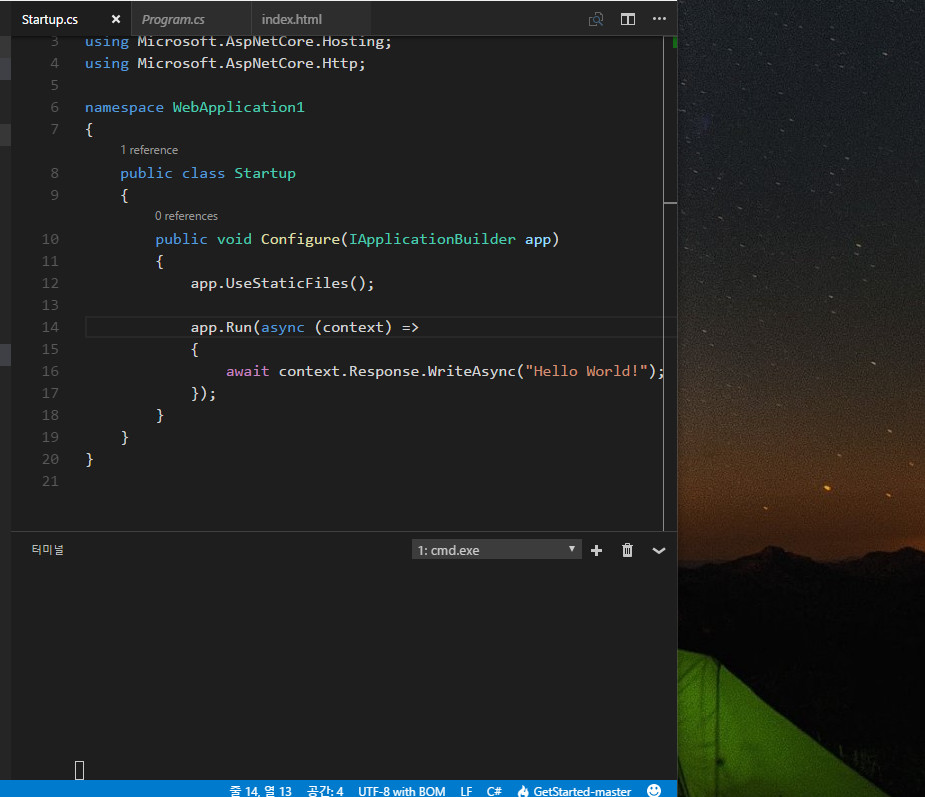 Startup.cs Program.cs index.html
3 using Microsoft.AspNetCore.Hosting;
4 using Microsoft.AspNetCore.Http;
5
6 namespace WebApplication1
7 {
1 reference
8 public class Startup
9 {
0 references
10 public void Configure(IApplicationBuilder app)
11 {
12 app.UseStaticFiles();
13
14 app.Run(async (context) =>
15 {
16 await context.Response.WriteAsync("Hello World!");
17 });
18 }
19 }
20 }
21
터미널 1: cmd.exe
줄 14, 열 13 공간: 4 UTF-8 with BOM LF C# GetStarted-master